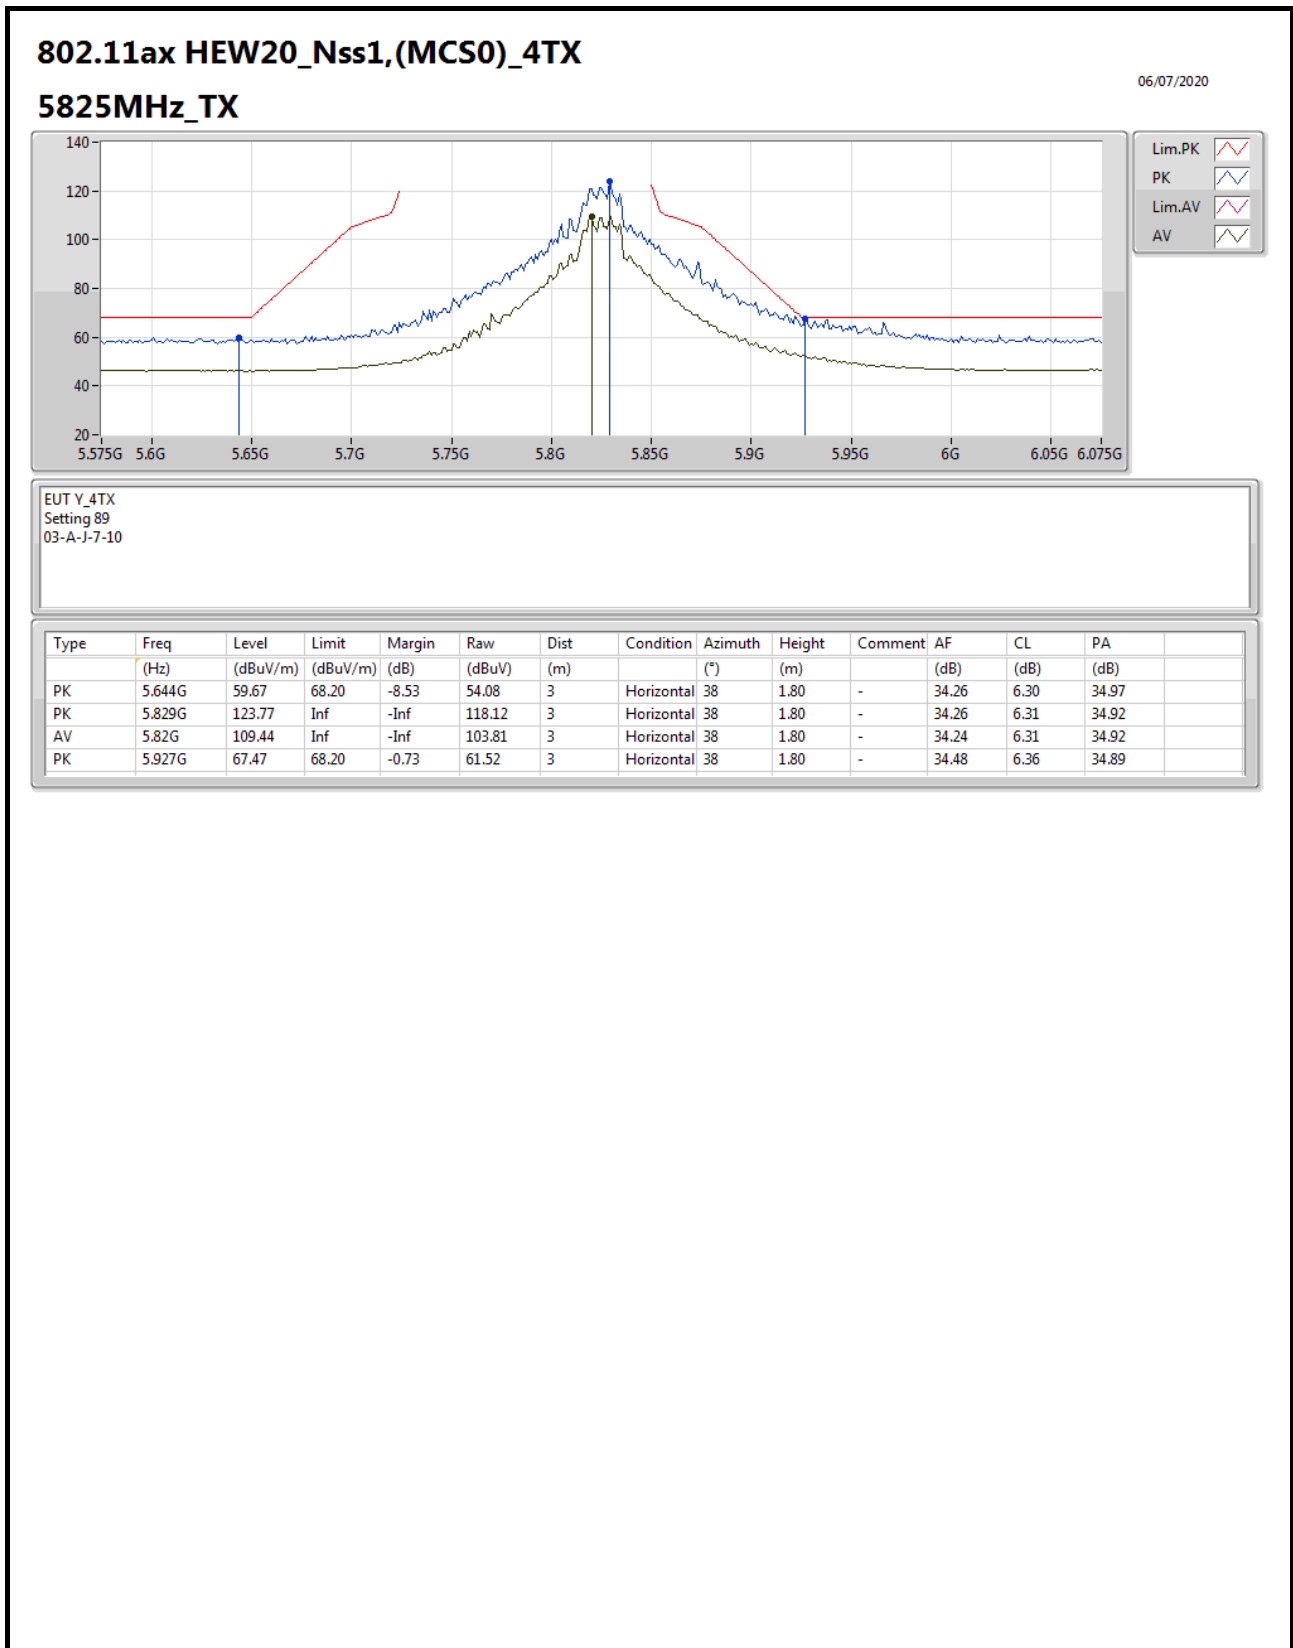 802.11ax HEW20_Nss1,(MCS0)_4TX
06/07/2020
5825MHz_TX
140
120
100
80
60
40
20
5.575G 5.6G 5.65G 5.7G 5.75G 5.8G 5.85G 5.9G 5.95G 6G 6.05G 6.075G
Lim.PK
PK
Lim.AV
AV
EUT Y_4TX
Setting 89
03-A-J-7-10
Type Freq Level Limit Margin Raw Dist Condition Azimuth Height Comment AF CL PA
(Hz) (dBuV/m) (dBuV/m) (dB) (dBuV) (m) (°) (m) (dB) (dB) (dB)
PK 5.644G 59.67 68.20 -8.53 54.08 3 Horizontal 38 1.80 - 34.26 6.30 34.97
PK 5.829G 123.77 Inf -Inf 118.12 3 Horizontal 38 1.80 - 34.26 6.31 34.92
AV 5.82G 109.44 Inf -Inf 103.81 3 Horizontal 38 1.80 - 34.24 6.31 34.92
PK 5.927G 67.47 68.20 -0.73 61.52 3 Horizontal 38 1.80 - 34.48 6.36 34.89